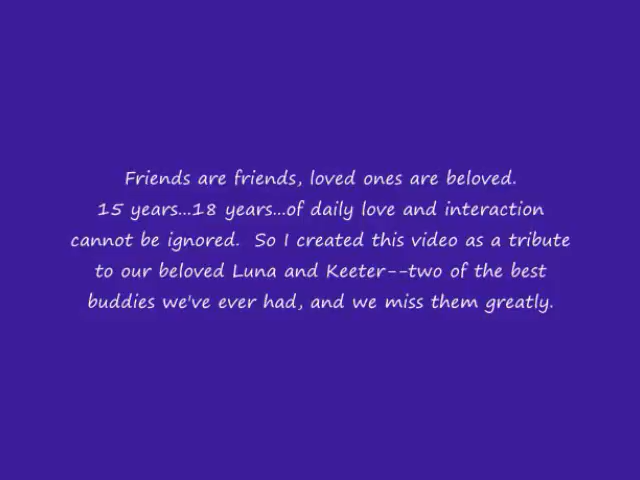 Friends are friends, loved ones are beloved.
15 years...18 years...of daily love and interaction
cannot be ignored.  So I created this video as a tribute
to our beloved Luna and Keeter--two of the best
buddies we've ever had, and we miss them greatly.